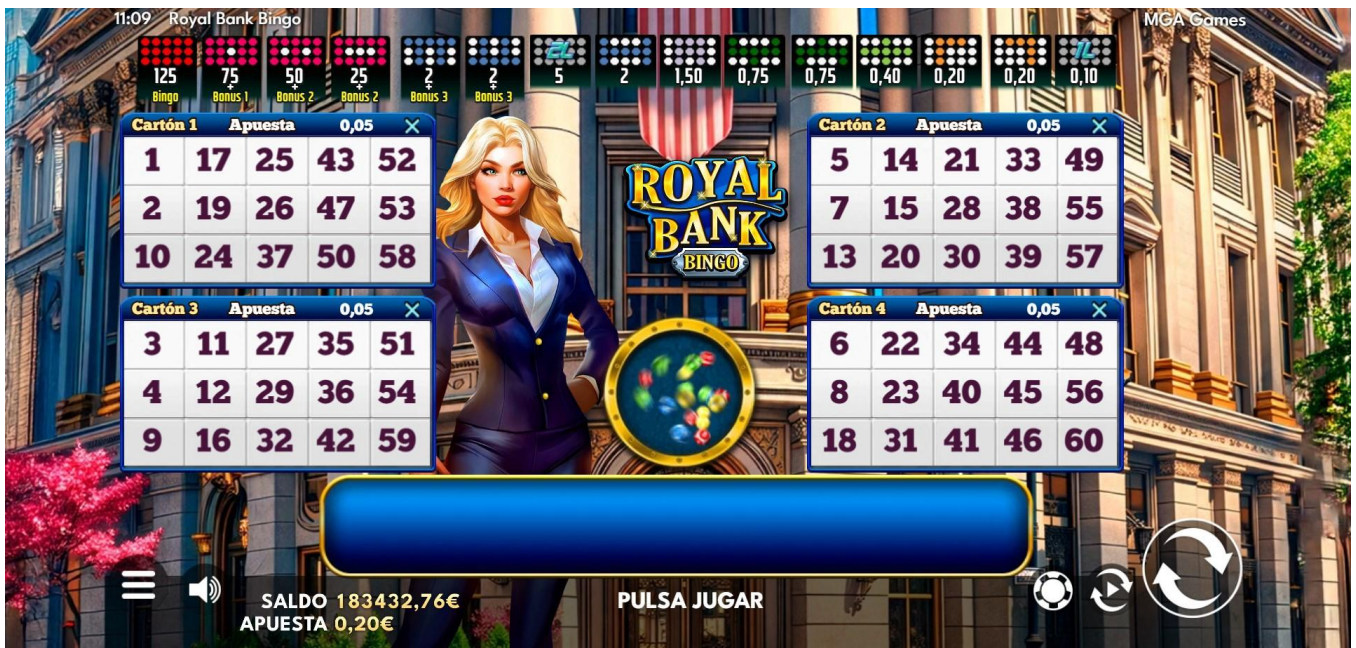 11:09 Royal Bank Bingo
MGA Games
125 75 50 25 2 2 2L 5 2 1,50 0,75 0,75 0,40 0,20 0,20 1L 0,10
+ + + + +
Bingo Bonus 1 Bonus 2 Bonus 2 Bonus 3 Bonus 3
Cartón 1 Apuesta 0,05 X
1 17 25 43 52
2 19 26 47 53
10 24 37 50 58
Cartón 2 Apuesta 0,05 X
5 14 21 33 49
7 15 28 38 55
13 20 30 39 57
ROYAL
BANK
BINGO
Cartón 3 Apuesta 0,05 X
3 11 27 35 51
4 12 29 36 54
9 16 32 42 59
Cartón 4 Apuesta 0,05 X
6 22 34 44 48
8 23 40 45 56
18 31 41 46 60
SALDO 183432,76€
APUESTA 0,20€
PULSA JUGAR